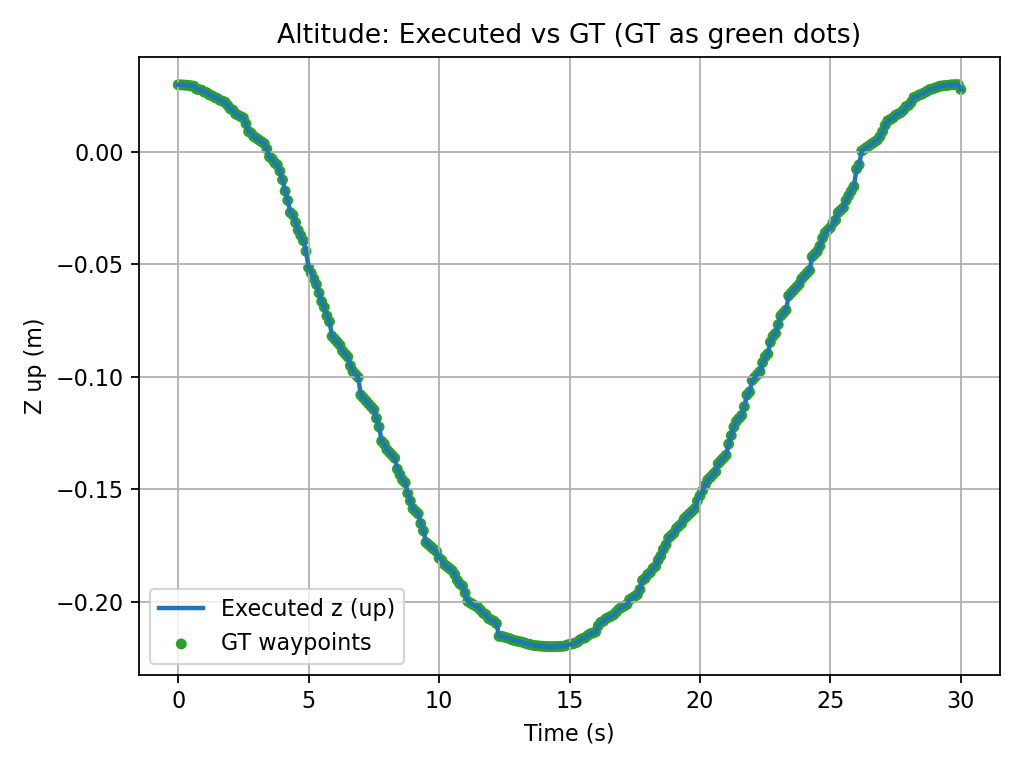 Altitude: Executed vs GT (GT as green dots)
Z up (m)
0.00
−0.05
−0.10
−0.15
−0.20
Executed z (up)
GT waypoints
0 5 10 15 20 25 30
Time (s)